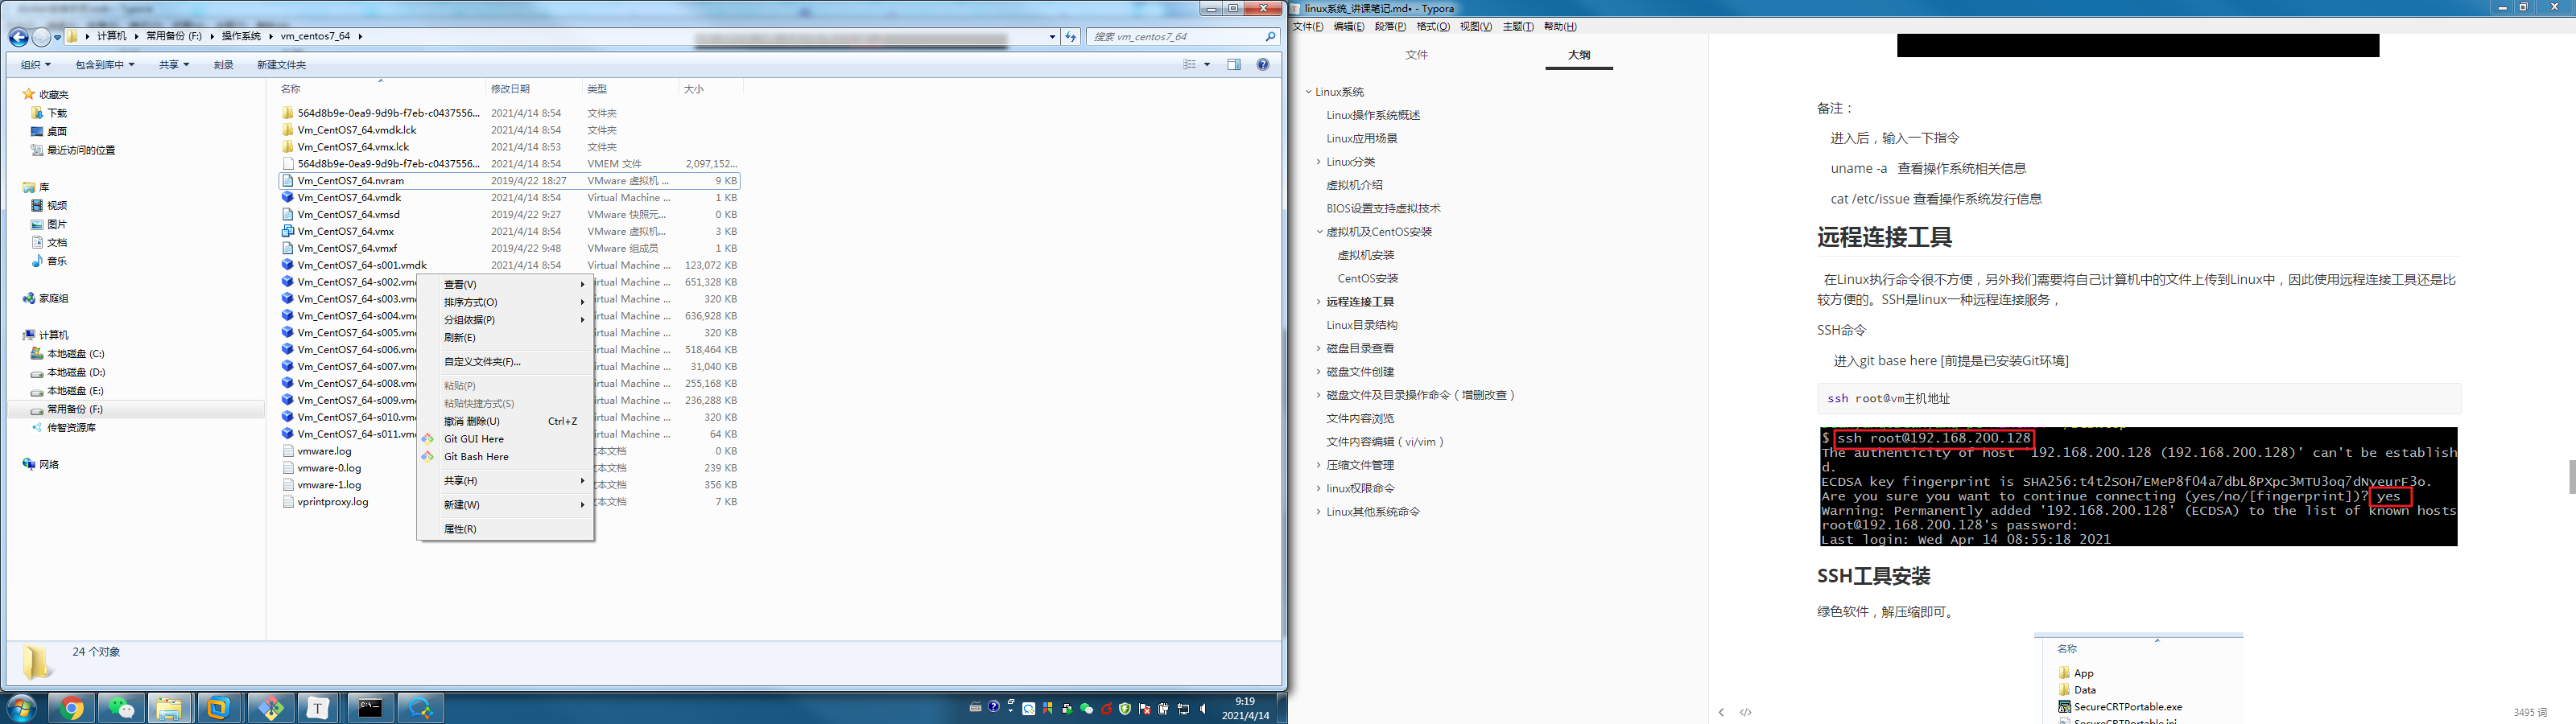 计算机 ▸ 常用备份 (F:) ▸ 操作系统 ▸ vm_centos7_64 ▸
搜索 vm_centos7_64
组织 包含到库中 共享 刻录 新建文件夹
收藏夹
下载
桌面
最近访问的位置
库
视频
图片
文档
音乐
家庭组
计算机
本地磁盘 (C:)
本地磁盘 (D:)
本地磁盘 (E:)
常用备份 (F:)
传智资源库
网络
名称 修改日期 类型 大小
564d8b9e-0ea9-9d9b-f7eb-c0437556... 2021/4/14 8:54 文件夹
Vm_CentOS7_64.vmdk.lck 2021/4/14 8:54 文件夹
Vm_CentOS7_64.vmx.lck 2021/4/14 8:53 文件夹
564d8b9e-0ea9-9d9b-f7eb-c0437556... 2021/4/14 8:54 VMEM 文件 2,097,152...
Vm_CentOS7_64.nvram 2019/4/22 18:27 VMware 虚拟机 ... 9 KB
Vm_CentOS7_64.vmdk 2021/4/14 8:54 Virtual Machine ... 1 KB
Vm_CentOS7_64.vmsd 2019/4/22 9:27 VMware 快照元... 0 KB
Vm_CentOS7_64.vmx 2021/4/14 8:54 VMware 虚拟机... 3 KB
Vm_CentOS7_64.vmxf 2019/4/22 9:48 VMware 组成员 1 KB
Vm_CentOS7_64-s001.vmdk 2021/4/14 8:54 Virtual Machine ... 123,072 KB
Vm_CentOS7_64-s002.vm irtual Machine ... 651,328 KB
Vm_CentOS7_64-s003.vm irtual Machine ... 320 KB
Vm_CentOS7_64-s004.vm irtual Machine ... 636,928 KB
Vm_CentOS7_64-s005.vm irtual Machine ... 320 KB
Vm_CentOS7_64-s006.vm irtual Machine ... 518,464 KB
Vm_CentOS7_64-s007.vm irtual Machine ... 31,040 KB
Vm_CentOS7_64-s008.vm irtual Machine ... 255,168 KB
Vm_CentOS7_64-s009.vm irtual Machine ... 236,288 KB
Vm_CentOS7_64-s010.vm irtual Machine ... 320 KB
Vm_CentOS7_64-s011.vm irtual Machine ... 64 KB
vmware.log 文本文档 0 KB
vmware-0.log 文本文档 239 KB
vmware-1.log 文本文档 356 KB
vprintproxy.log 文本文档 7 KB
查看(V)
排序方式(O)
分组依据(P)
刷新(E)
自定义文件夹(F)...
粘贴(P)
粘贴快捷方式(S)
撤消 删除(U) Ctrl+Z
Git GUI Here
Git Bash Here
共享(H)
新建(W)
属性(R)
24 个对象
9:19
2021/4/14
linux系统_讲课笔记.md• - Typora
文件(F) 编辑(E) 段落(P) 格式(O) 视图(V) 主题(T) 帮助(H)
文件 大纲
Linux系统
Linux操作系统概述
Linux应用场景
Linux分类
虚拟机介绍
BIOS设置支持虚拟技术
虚拟机及CentOS安装
虚拟机安装
CentOS安装
远程连接工具
Linux目录结构
磁盘目录查看
磁盘文件创建
磁盘文件及目录操作命令（增删改查）
文件内容浏览
文件内容编辑（vi/vim）
压缩文件管理
linux权限命令
Linux其他系统命令
备注：
进入后，输入一下指令
uname -a 查看操作系统相关信息
cat /etc/issue 查看操作系统发行信息
远程连接工具
在Linux执行命令很不方便，另外我们需要将自己计算机中的文件上传到Linux中，因此使用远程连接工具还是比
较方便的。SSH是linux一种远程连接服务，
SSH命令
进入git base here [前提是已安装Git环境]
ssh root@vm主机地址
$ ssh root@192.168.200.128
The authenticity of host '192.168.200.128 (192.168.200.128)' can't be establish
d.
ECDSA key fingerprint is SHA256:t4t2SOH7EMeP8fO4a7dbL8PXpc3MTU3oq7dNyeurF3o.
Are you sure you want to continue connecting (yes/no/[fingerprint])? yes
Warning: Permanently added '192.168.200.128' (ECDSA) to the list of known hosts
root@192.168.200.128's password:
Last login: Wed Apr 14 08:55:18 2021
SSH工具安装
绿色软件，解压缩即可。
名称
App
Data
SecureCRTPortable.exe
SecureCRTPortable.ini
3495 词